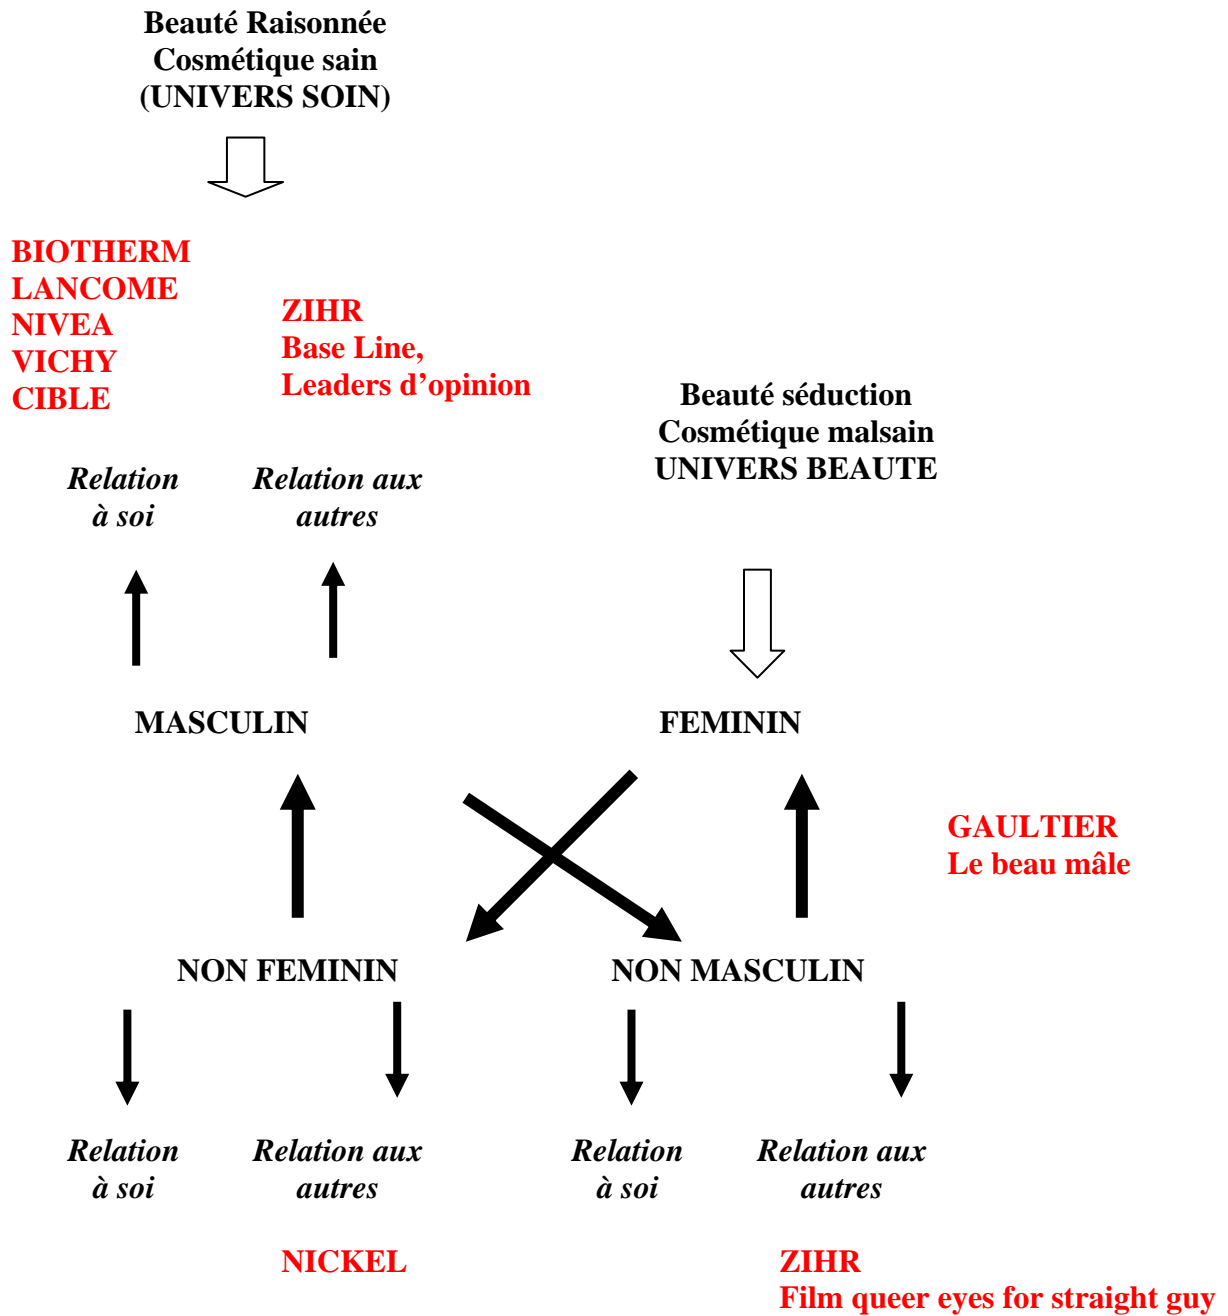 Beauté Raisonnée
Cosmétique sain
(UNIVERS SOIN)
BIOTHERM
LANCOME
NIVEA
VICHY
CIBLE
ZIHR
Base Line,
Leaders d’opinion
Beauté séduction
Cosmétique malsain
UNIVERS BEAUTE
Relation
à soi
Relation aux
autres
MASCULIN
FEMININ
GAULTIER
Le beau mâle
NON FEMININ
NON MASCULIN
Relation
à soi
Relation aux
autres
Relation
à soi
Relation aux
autres
NICKEL
ZIHR
Film queer eyes for straight guy